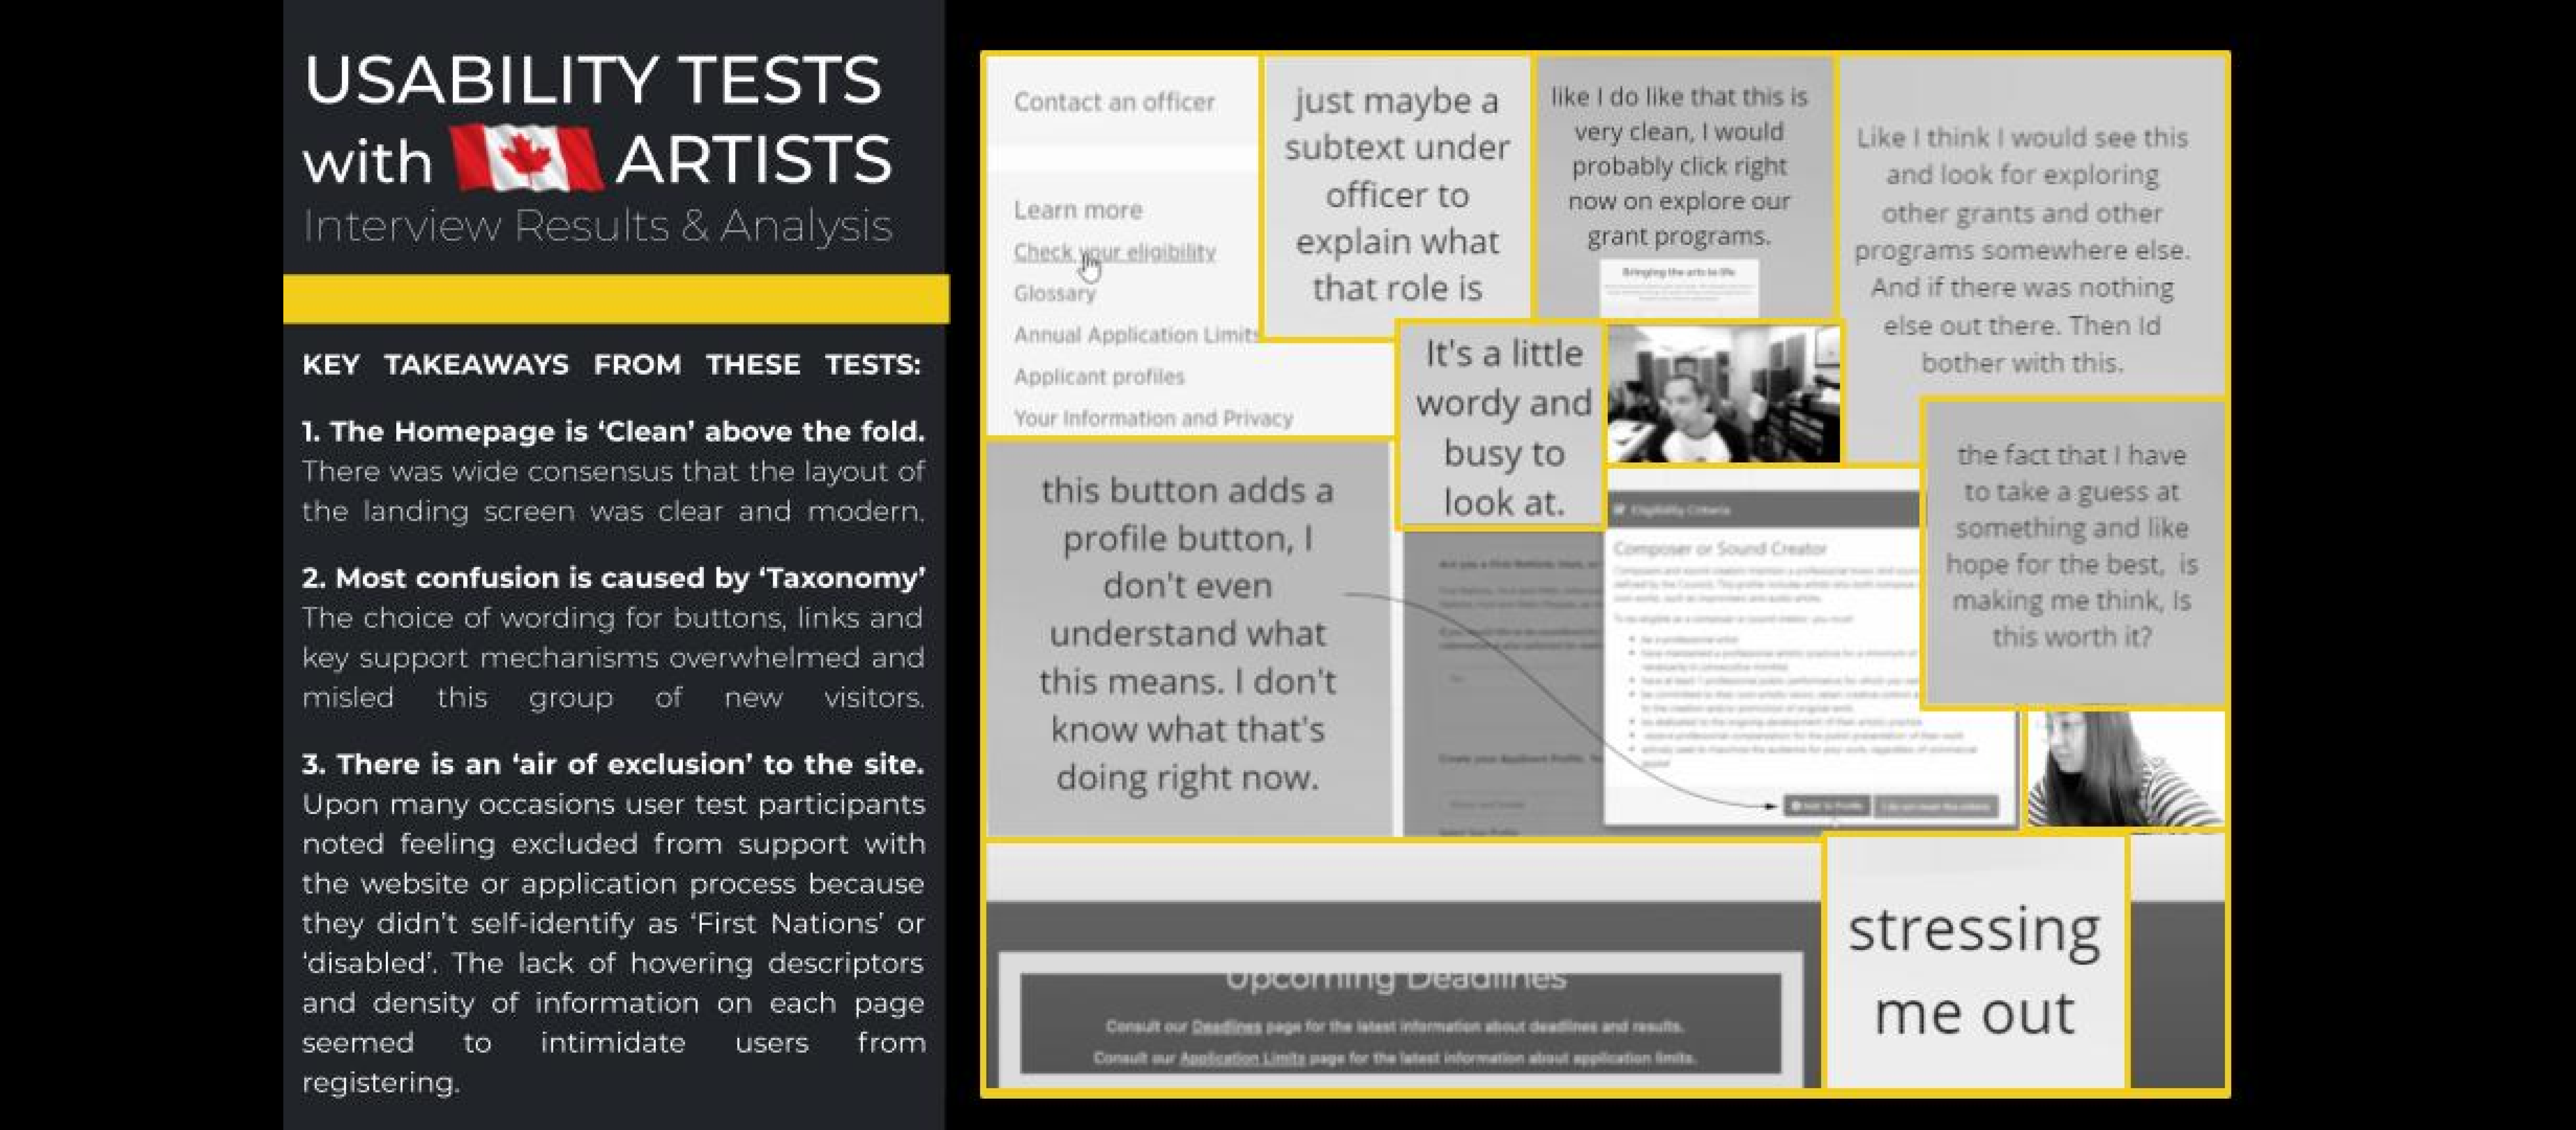 USABILITY TESTS
with ARTISTS
Interview Results & Analysis
KEY TAKEAWAYS FROM THESE TESTS:
1. The Homepage is ‘Clean’ above the fold.
There was wide consensus that the layout of
the landing screen was clear and modern.
2. Most confusion is caused by ‘Taxonomy’
The choice of wording for buttons, links and
key support mechanisms overwhelmed and
misled this group of new visitors.
3. There is an ‘air of exclusion’ to the site.
Upon many occasions user test participants
noted feeling excluded from support with
the website or application process because
they didn’t self-identify as ‘First Nations’ or
‘disabled’. The lack of hovering descriptors
and density of information on each page
seemed to intimidate users from
registering.
Contact an officer
Learn more
Check your eligibility
Glossary
Annual Application Limits
Applicant profiles
Your Information and Privacy
just maybe a
subtext under
officer to
explain what
that role is
like I do like that this is
very clean, I would
probably click right
now on explore our
grant programs.
Bringing the arts to life
Like I think I would see this
and look for exploring
other grants and other
programs somewhere else.
And if there was nothing
else out there. Then Id
bother with this.
It's a little
wordy and
busy to
look at.
the fact that I have
to take a guess at
something and like
hope for the best, is
making me think, Is
this worth it?
this button adds a
profile button, I
don't even
understand what
this means. I don't
know what that's
doing right now.
Eligibility Criteria
Composer or Sound Creator
Upcoming Deadlines
Consult our Deadlines page for the latest information about deadlines and results.
Consult our Application Limits page for the latest information about application limits.
stressing
me out